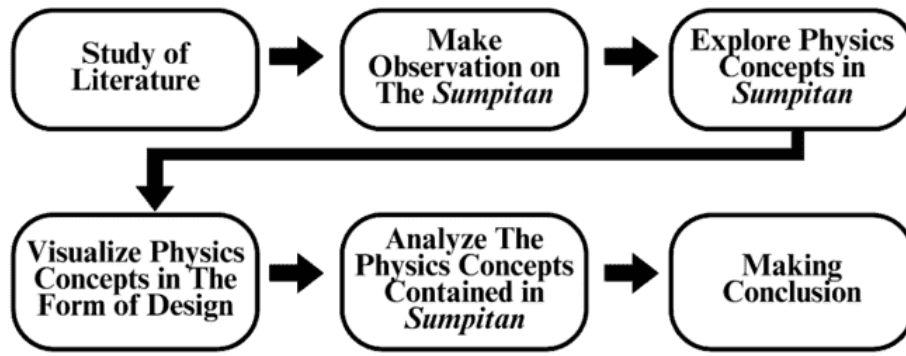 Study of
Literature
Make
Observation on
The Sumpitan
Explore Physics
Concepts in
Sumpitan
Visualize Physics
Concepts in The
Form of Design
Analyze The
Physics Concepts
Contained in
Sumpitan
Making
Conclusion